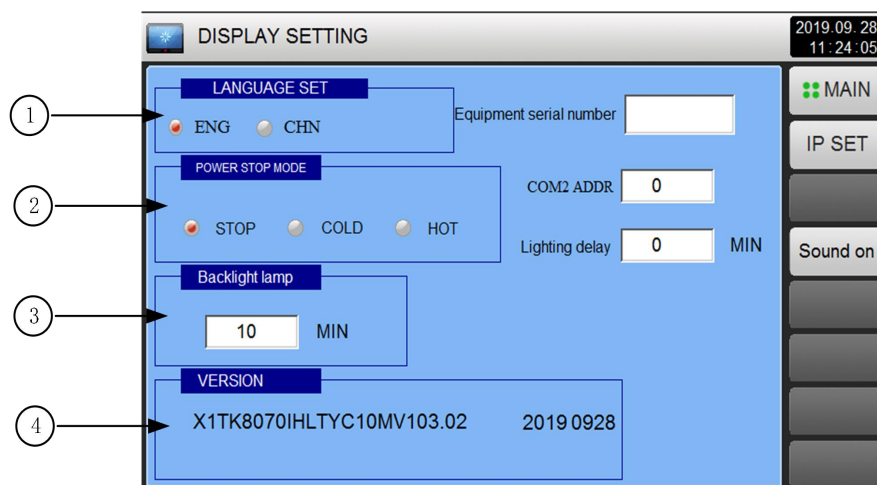 DISPLAY SETTING
2019.09.28
11:24:05
LANGUAGE SET
1
ENG CHN
Equipment serial number
MAIN
POWER STOP MODE
IP SET
2
STOP COLD HOT
COM2 ADDR 0
Lighting delay 0 MIN
Sound on
Backlight lamp
3
10 MIN
VERSION
4
X1TK8070IHLTYC10MV103.02 2019 0928